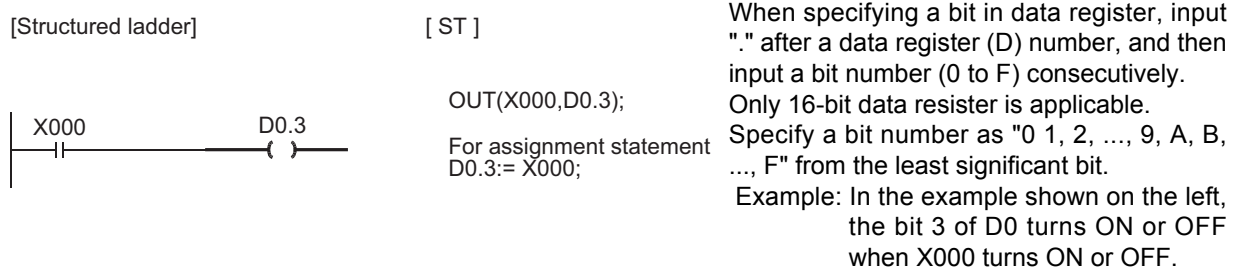 [Structured ladder]
X000
D0.3
[ ST ]
OUT(X000,D0.3);
For assignment statement
D0.3:= X000;
When specifying a bit in data register, input
"." after a data register (D) number, and then
input a bit number (0 to F) consecutively.
Only 16-bit data resister is applicable.
Specify a bit number as "0 1, 2, ..., 9, A, B,
..., F" from the least significant bit.
Example: In the example shown on the left,
the bit 3 of D0 turns ON or OFF
when X000 turns ON or OFF.